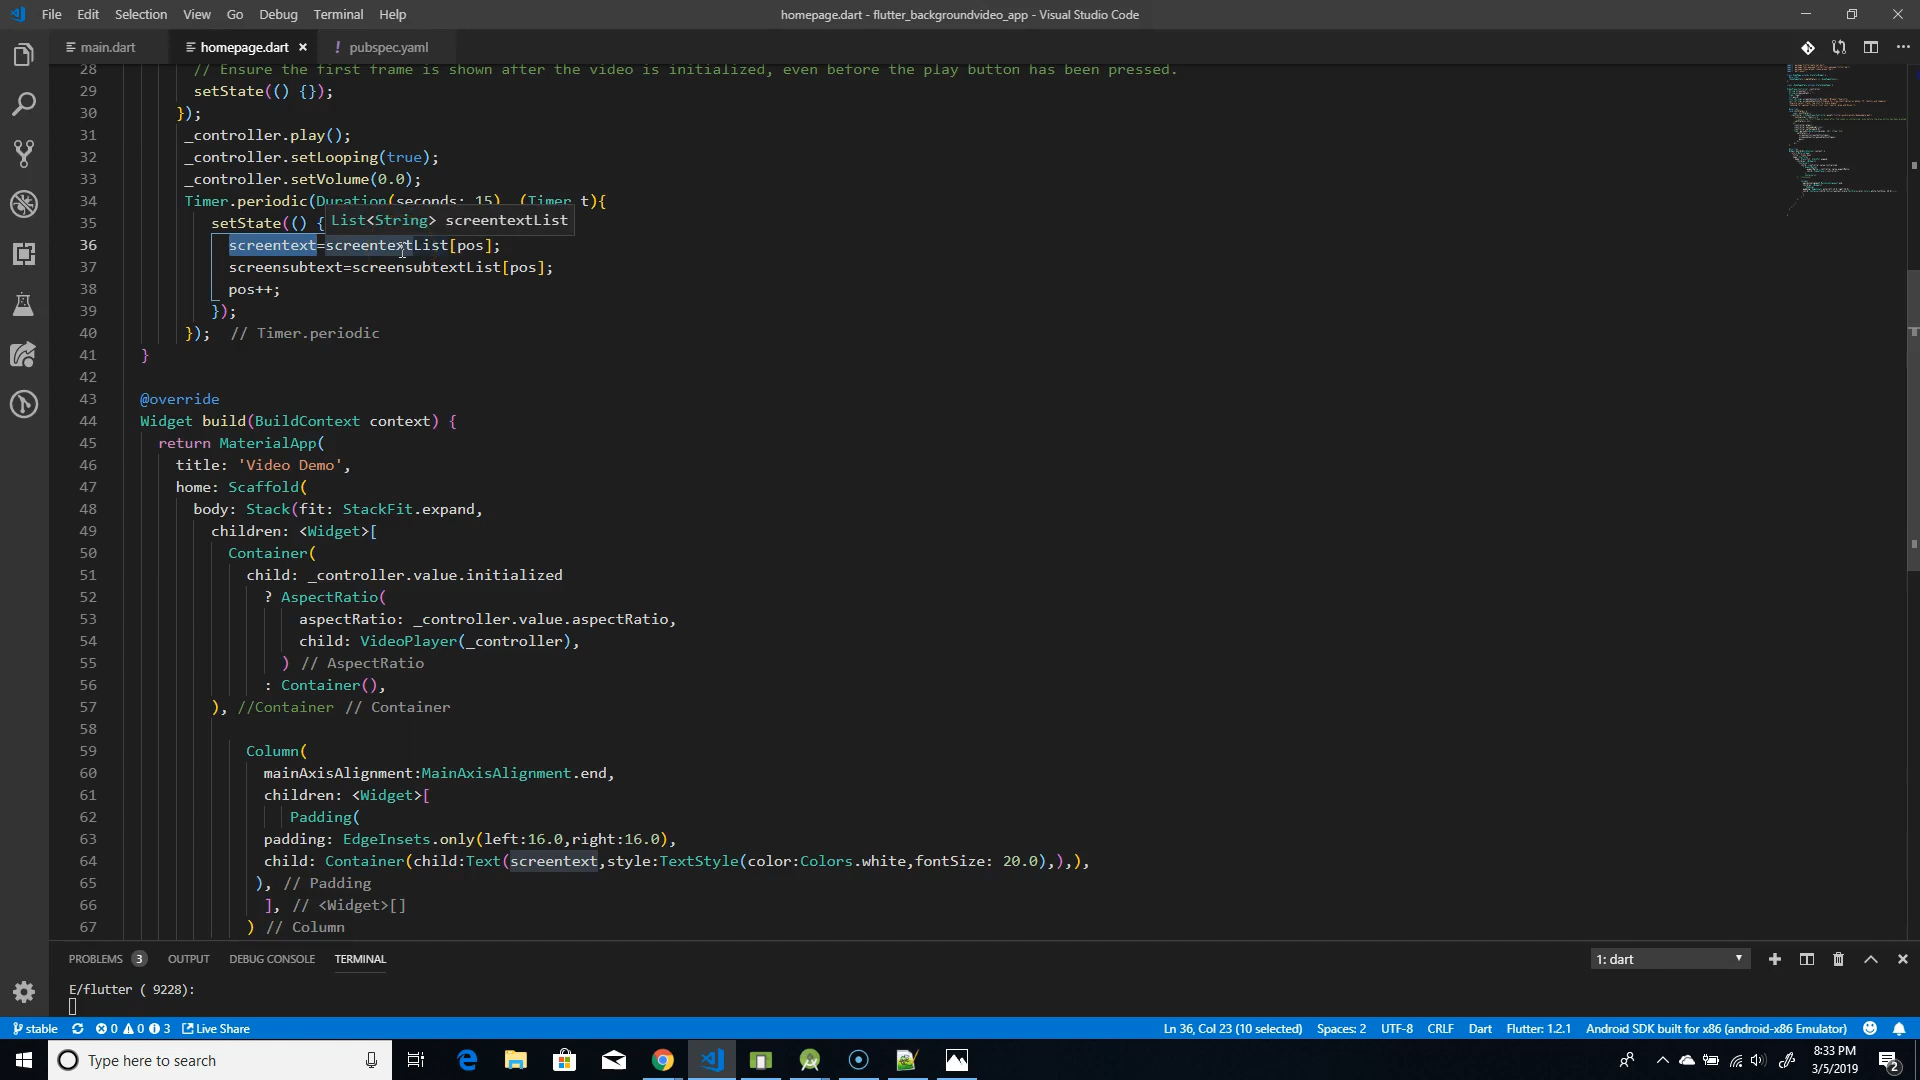 File Edit Selection View Go Debug Terminal Help
homepage.dart - flutter_backgroundvideo_app - Visual Studio Code
main.dart homepage.dart × ! pubspec.yaml
28 // Ensure the first frame is shown after the video is initialized, even before the play button has been pressed.
29 setState(() {});
30 });
31 _controller.play();
32 _controller.setLooping(true);
33 _controller.setVolume(0.0);
34 Timer.periodic(Duration(seconds: 15), (Timer t){
35 setState(() {
List<String> screentextList
36 screentext=screentextList[pos];
37 screensubtext=screensubtextList[pos];
38 pos++;
39 });
40 }); // Timer.periodic
41 }
42
43 @override
44 Widget build(BuildContext context) {
45 return MaterialApp(
46 title: 'Video Demo',
47 home: Scaffold(
48 body: Stack(fit: StackFit.expand,
49 children: <Widget>[
50 Container(
51 child: _controller.value.initialized
52 ? AspectRatio(
53 aspectRatio: _controller.value.aspectRatio,
54 child: VideoPlayer(_controller),
55 ) // AspectRatio
56 : Container(),
57 ), //Container // Container
58
59 Column(
60 mainAxisAlignment:MainAxisAlignment.end,
61 children: <Widget>[
62 Padding(
63 padding: EdgeInsets.only(left:16.0,right:16.0),
64 child: Container(child:Text(screentext,style:TextStyle(color:Colors.white,fontSize: 20.0),),),
65 ), // Padding
66 ], // <Widget>[]
67 ) // Column
PROBLEMS 3 OUTPUT DEBUG CONSOLE TERMINAL 1: dart
E/flutter ( 9228):
stable 0 0 3 Live Share Ln 36, Col 23 (10 selected) Spaces: 2 UTF-8 CRLF Dart Flutter: 1.2.1 Android SDK built for x86 (android-x86 Emulator)
Type here to search
8:33 PM
3/5/2019
2